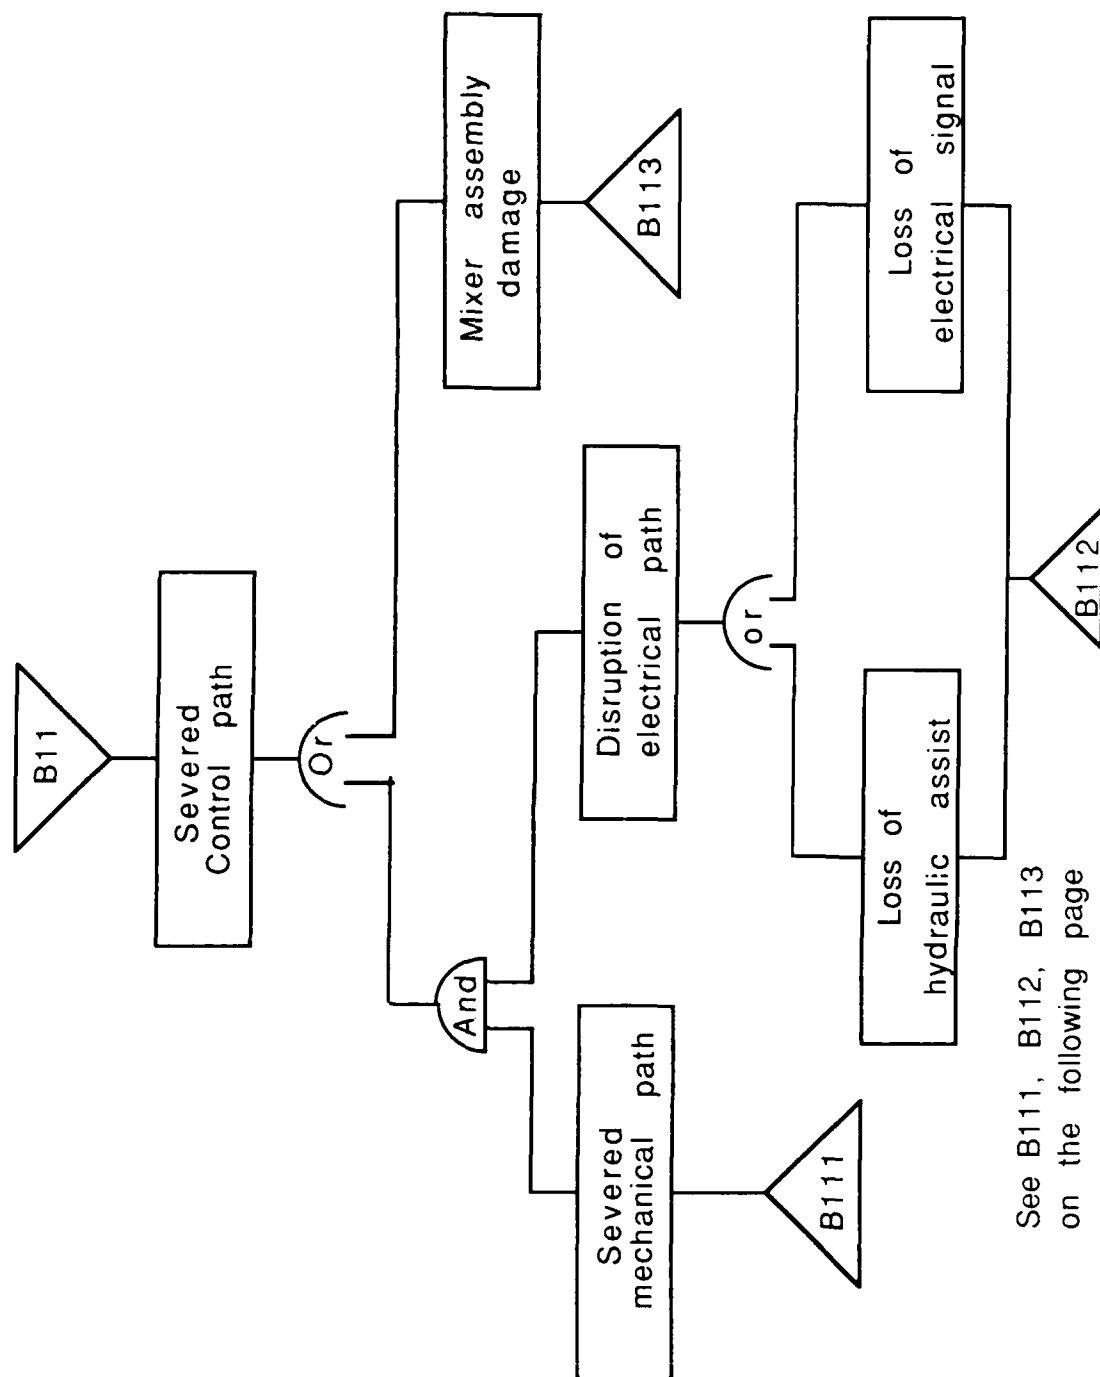 B11
Severed
Control path
Or
And
Mixer assembly
damage
B113
Severed
mechanical path
B111
Disruption of
electrical path
or
Loss of
hydraulic assist
Loss of
electrical signal
B112
See B111, B112, B113
on the following page